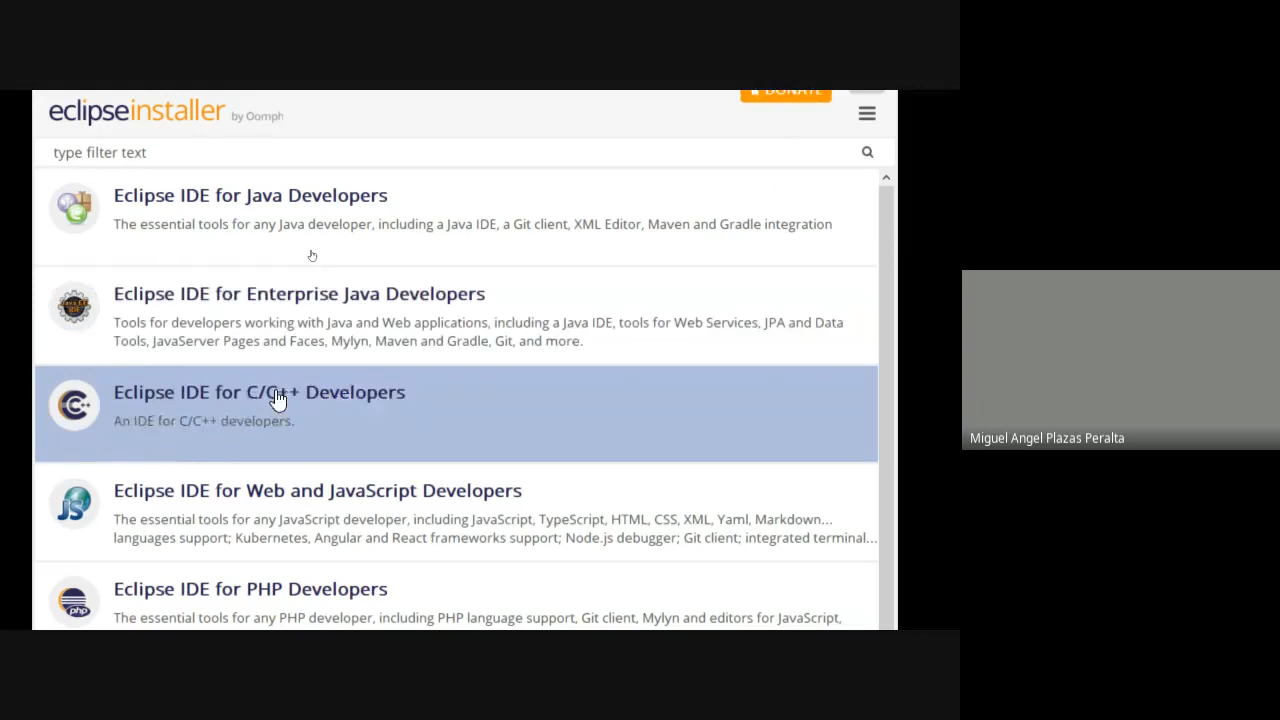 DONATE
eclipseinstaller by Oomph
type filter text
Eclipse IDE for Java Developers
The essential tools for any Java developer, including a Java IDE, a Git client, XML Editor, Maven and Gradle integration
Java EE
IDE
Eclipse IDE for Enterprise Java Developers
Tools for developers working with Java and Web applications, including a Java IDE, tools for Web Services, JPA and Data
Tools, JavaServer Pages and Faces, Mylyn, Maven and Gradle, Git, and more.
Eclipse IDE for C/C++ Developers
An IDE for C/C++ developers.
JS
Eclipse IDE for Web and JavaScript Developers
The essential tools for any JavaScript developer, including JavaScript, TypeScript, HTML, CSS, XML, Yaml, Markdown...
languages support; Kubernetes, Angular and React frameworks support; Node.js debugger; Git client; integrated terminal...
php
Eclipse IDE for PHP Developers
The essential tools for any PHP developer, including PHP language support, Git client, Mylyn and editors for JavaScript,
Miguel Angel Plazas Peralta